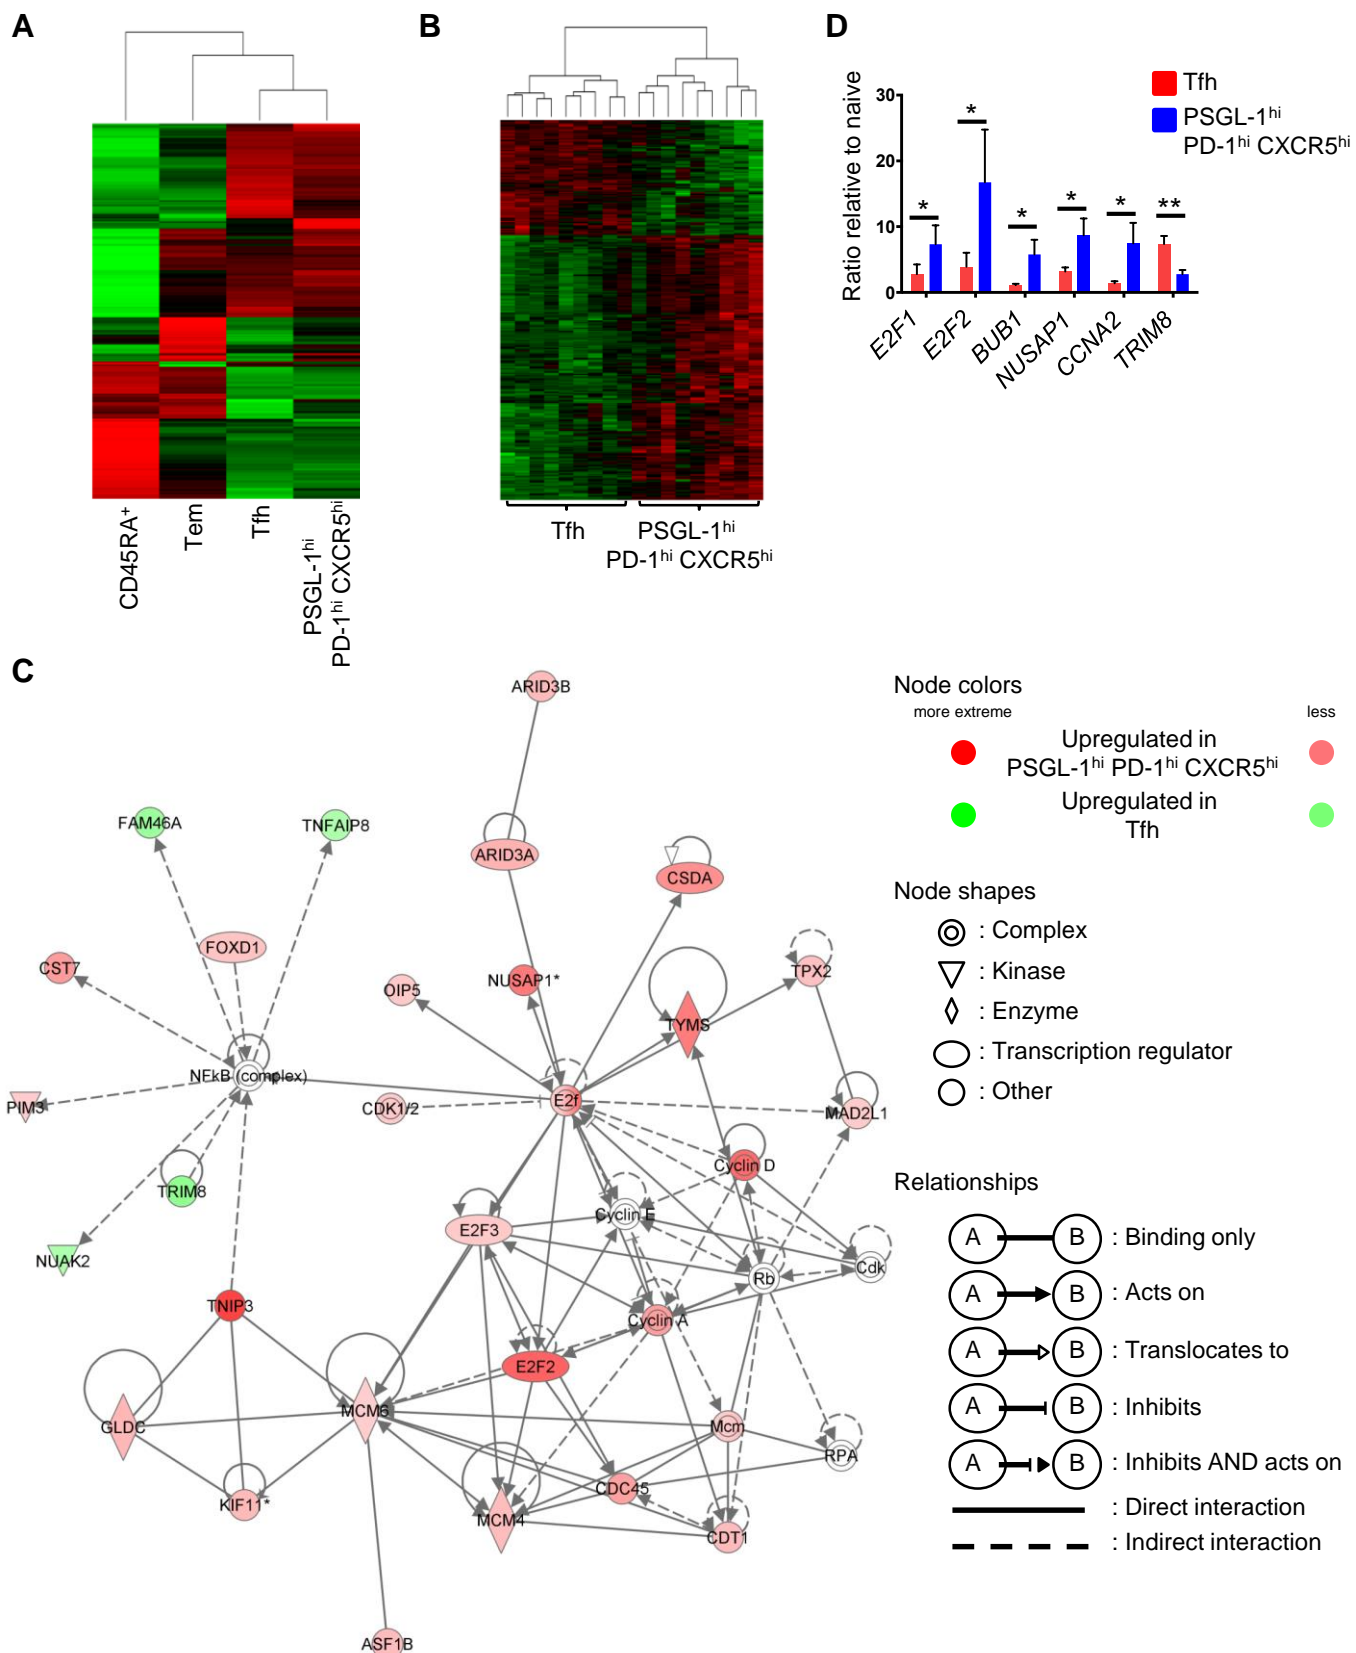 A
CD45RA+
Tem
Tfh
PSGL-1hi
PD-1hi CXCR5hi
B
Tfh
PSGL-1hi
PD-1hi CXCR5hi
D
Tfh
PSGL-1hi
PD-1hi CXCR5hi
Ratio relative to naive
30
20
10
0
*
*
*
*
*
**
E2F1
E2F2
BUB1
NUSAP1
CCNA2
TRIM8
C
ARID3B
FAM46A
TNFAIP8
ARID3A
CSDA
FOXD1
CST7
NUSAP1*
OIP5
TPX2
TYMS
NFkB (complex)
PIM3
CDK1/2
E2f
MAD2L1
Cyclin D
TRIM8
NUAK2
E2F3
Cyclin E
Rb
Cdk
TNIP3
Cyclin A
E2F2
GLDC
MCM6
Mcm
RPA
KIF11*
CDC45
MCM4
CDT1
ASF1B
Node colors
more extreme
less
Upregulated in
PSGL-1hi PD-1hi CXCR5hi
Upregulated in
Tfh
Node shapes
: Complex
: Kinase
: Enzyme
: Transcription regulator
: Other
Relationships
A B : Binding only
A B : Acts on
A B : Translocates to
A B : Inhibits
A B : Inhibits AND acts on
: Direct interaction
: Indirect interaction